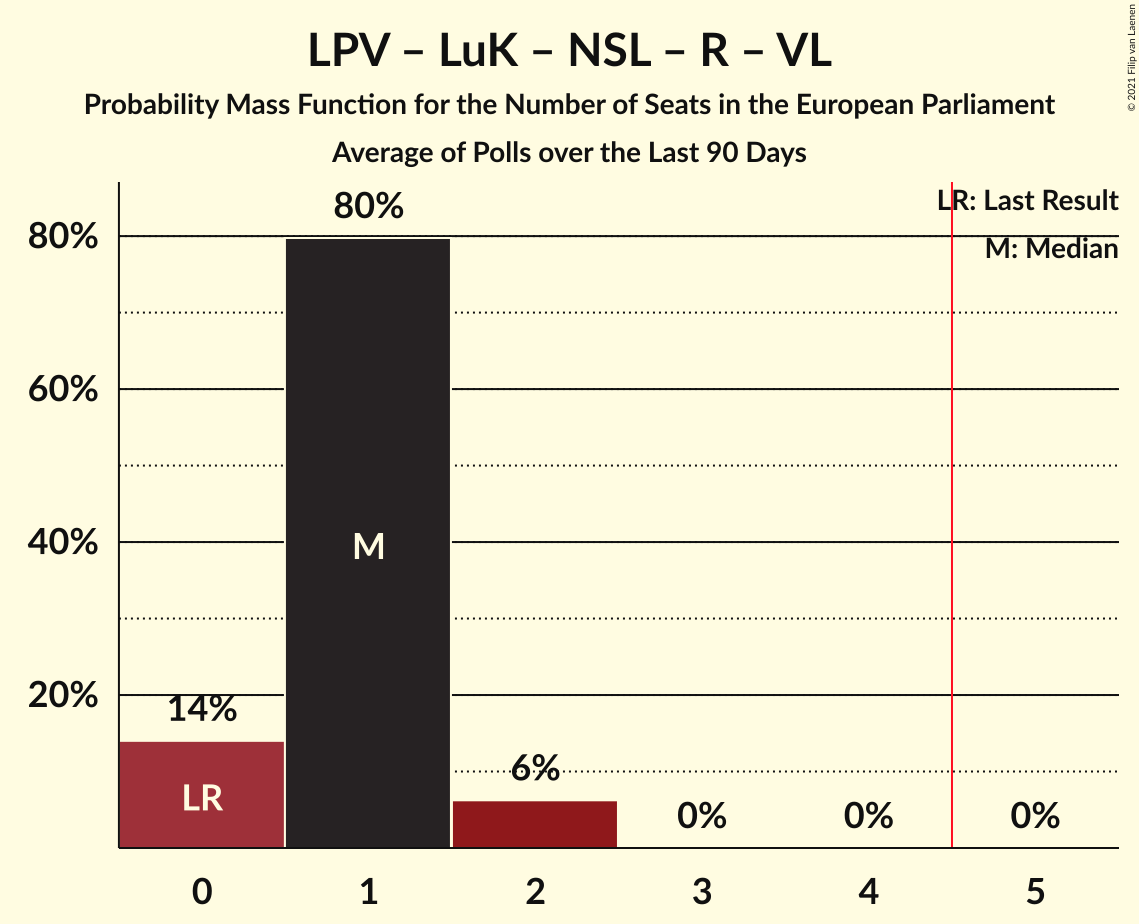 LPV – LuK – NSL – R – VL
Probability Mass Function for the Number of Seats in the European Parliament
Average of Polls over the Last 90 Days
© 2021 Filip van Laenen
LR: Last Result
M: Median
80%
60%
40%
20%
14%
80%
6%
0%
0%
0%
LR
M
0
1
2
3
4
5